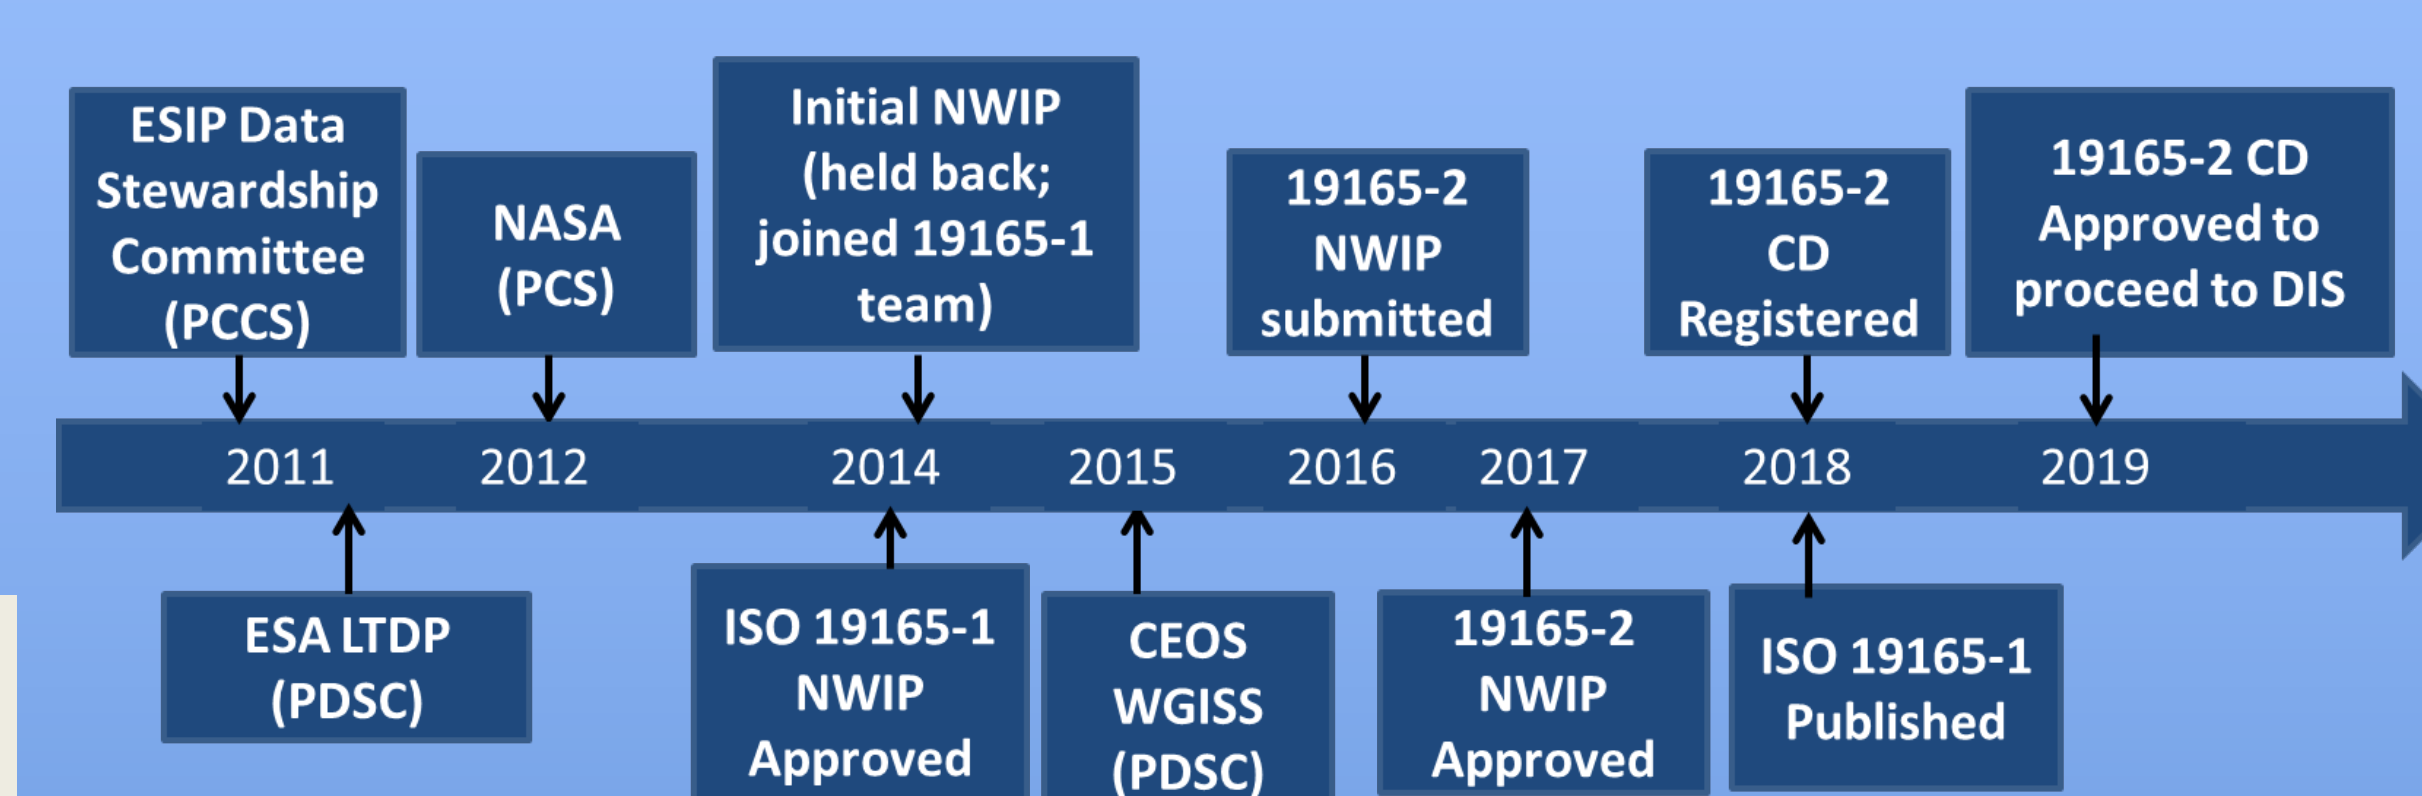 ESIP Data
Stewardship
Committee
(PCCS)
NASA
(PCS)
Initial NWIP
(held back;
joined 19165-1
team)
19165-2
NWIP
submitted
19165-2
CD
Registered
19165-2 CD
Approved to
proceed to DIS
2011
2012
2014
2015
2016
2017
2018
2019
ESA LTDP
(PDSC)
ISO 19165-1
NWIP
Approved
CEOS
WGISS
(PDSC)
19165-2
NWIP
Approved
ISO 19165-1
Published